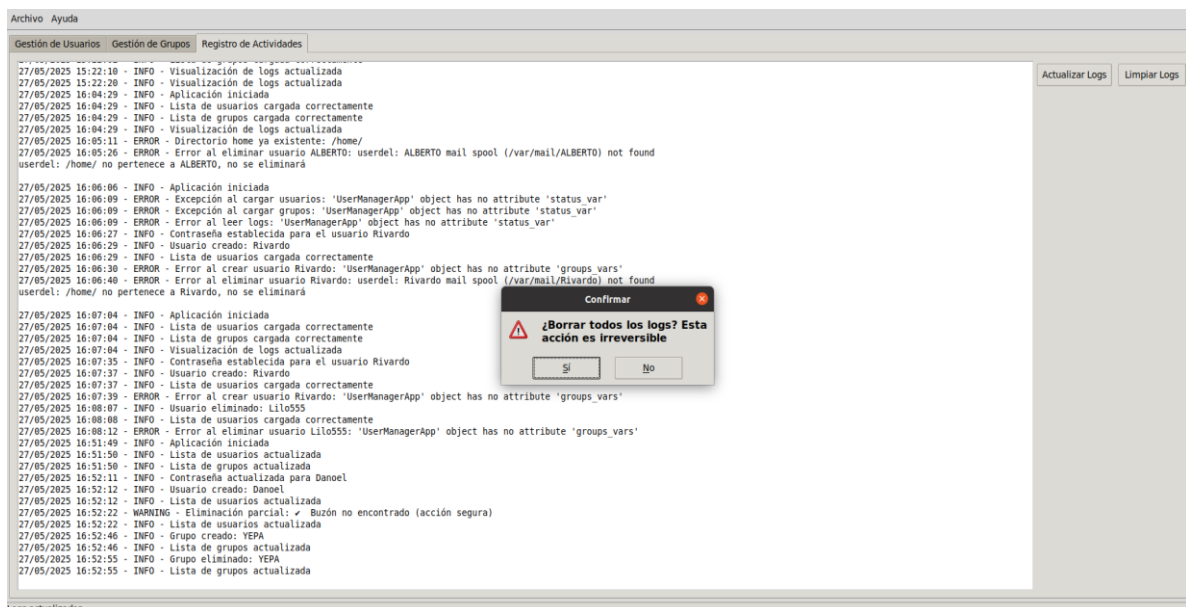 Archivo Ayuda
Gestión de Usuarios Gestión de Grupos Registro de Actividades
27/05/2025 15:22:10 - INFO - Visualización de logs actualizada
27/05/2025 15:22:20 - INFO - Visualización de logs actualizada
27/05/2025 16:04:29 - INFO - Aplicación iniciada
27/05/2025 16:04:29 - INFO - Lista de usuarios cargada correctamente
27/05/2025 16:04:29 - INFO - Lista de grupos cargada correctamente
27/05/2025 16:04:29 - INFO - Visualización de logs actualizada
27/05/2025 16:05:11 - ERROR - Directorio home ya existente: /home/
27/05/2025 16:05:26 - ERROR - Error al eliminar usuario ALBERTO: userdel: ALBERTO mail spool (/var/mail/ALBERTO) not found
userdel: /home/ no pertenece a ALBERTO, no se eliminará
27/05/2025 16:06:06 - INFO - Aplicación iniciada
27/05/2025 16:06:09 - ERROR - Excepción al cargar usuarios: 'UserManagerApp' object has no attribute 'status_var'
27/05/2025 16:06:09 - ERROR - Excepción al cargar grupos: 'UserManagerApp' object has no attribute 'status_var'
27/05/2025 16:06:09 - ERROR - Error al leer logs: 'UserManagerApp' object has no attribute 'status_var'
27/05/2025 16:06:27 - INFO - Contraseña establecida para el usuario Rivardo
27/05/2025 16:06:29 - INFO - Usuario creado: Rivardo
27/05/2025 16:06:29 - INFO - Lista de usuarios cargada correctamente
27/05/2025 16:06:30 - ERROR - Error al crear usuario Rivardo: 'UserManagerApp' object has no attribute 'groups_vars'
27/05/2025 16:06:40 - ERROR - Error al eliminar usuario Rivardo: userdel: Rivardo mail spool (/var/mail/Rivardo) not found
userdel: /home/ no pertenece a Rivardo, no se eliminará
27/05/2025 16:07:04 - INFO - Aplicación iniciada
27/05/2025 16:07:04 - INFO - Lista de usuarios cargada correctamente
27/05/2025 16:07:04 - INFO - Lista de grupos cargada correctamente
27/05/2025 16:07:04 - INFO - Visualización de logs actualizada
27/05/2025 16:07:35 - INFO - Contraseña establecida para el usuario Rivardo
27/05/2025 16:07:37 - INFO - Usuario creado: Rivardo
27/05/2025 16:07:37 - INFO - Lista de usuarios cargada correctamente
27/05/2025 16:07:39 - ERROR - Error al crear usuario Rivardo: 'UserManagerApp' object has no attribute 'groups_vars'
27/05/2025 16:08:07 - INFO - Usuario eliminado: Lilo555
27/05/2025 16:08:08 - INFO - Lista de usuarios cargada correctamente
27/05/2025 16:08:12 - ERROR - Error al eliminar usuario Lilo555: 'UserManagerApp' object has no attribute 'groups_vars'
27/05/2025 16:51:49 - INFO - Aplicación iniciada
27/05/2025 16:51:50 - INFO - Lista de usuarios actualizada
27/05/2025 16:51:50 - INFO - Lista de grupos actualizada
27/05/2025 16:52:11 - INFO - Contraseña actualizada para Danoel
27/05/2025 16:52:12 - INFO - Usuario creado: Danoel
27/05/2025 16:52:12 - INFO - Lista de usuarios actualizada
27/05/2025 16:52:22 - WARNING - Eliminación parcial: ✔ Buzón no encontrado (acción segura)
27/05/2025 16:52:22 - INFO - Lista de usuarios actualizada
27/05/2025 16:52:46 - INFO - Grupo creado: YEPA
27/05/2025 16:52:46 - INFO - Lista de grupos actualizada
27/05/2025 16:52:55 - INFO - Grupo eliminado: YEPA
27/05/2025 16:52:55 - INFO - Lista de grupos actualizada
Actualizar Logs Limpiar Logs
Confirmar
¿Borrar todos los logs? Esta
acción es irreversible
Sí No